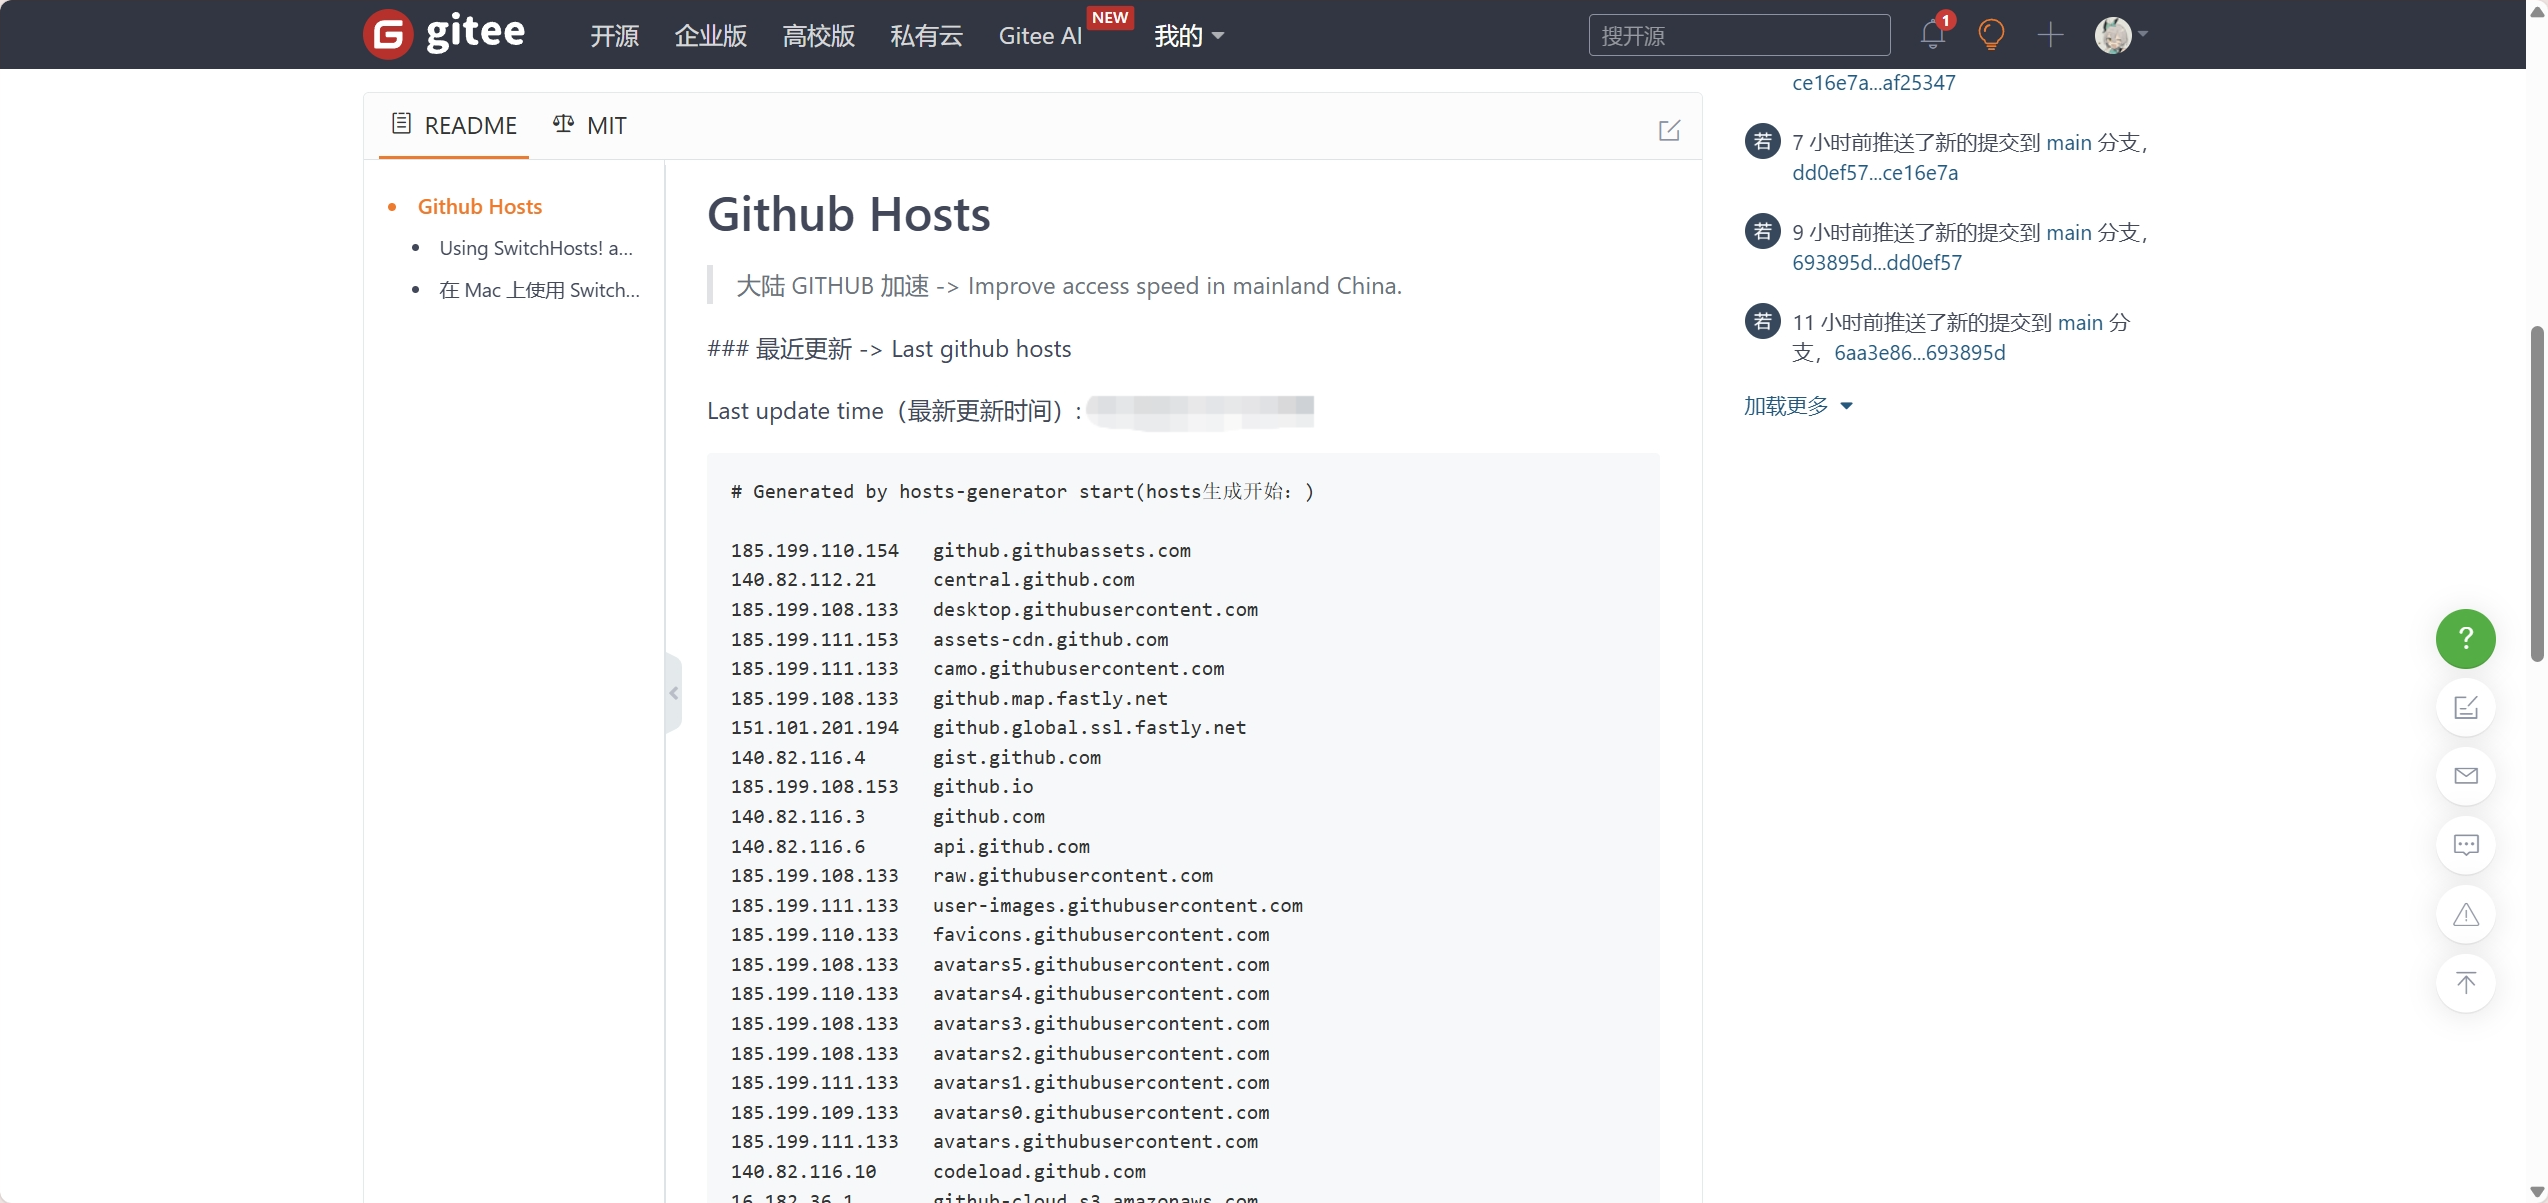 gitee
开源 企业版 高校版 私有云 Gitee AI NEW 我的
搜开源
1
README MIT
Github Hosts
Using SwitchHosts! a...
在 Mac 上使用 Switch...
Github Hosts
大陆 GITHUB 加速 -> Improve access speed in mainland China.
### 最近更新 -> Last github hosts
Last update time（最新更新时间）:
# Generated by hosts-generator start(hosts生成开始：)
185.199.110.154 github.githubassets.com
140.82.112.21 central.github.com
185.199.108.133 desktop.githubusercontent.com
185.199.111.153 assets-cdn.github.com
185.199.111.133 camo.githubusercontent.com
185.199.108.133 github.map.fastly.net
151.101.201.194 github.global.ssl.fastly.net
140.82.116.4 gist.github.com
185.199.108.153 github.io
140.82.116.3 github.com
140.82.116.6 api.github.com
185.199.108.133 raw.githubusercontent.com
185.199.111.133 user-images.githubusercontent.com
185.199.110.133 favicons.githubusercontent.com
185.199.108.133 avatars5.githubusercontent.com
185.199.110.133 avatars4.githubusercontent.com
185.199.108.133 avatars3.githubusercontent.com
185.199.108.133 avatars2.githubusercontent.com
185.199.111.133 avatars1.githubusercontent.com
185.199.109.133 avatars0.githubusercontent.com
185.199.111.133 avatars.githubusercontent.com
140.82.116.10 codeload.github.com
16.182.36.1 github-cloud.s3.amazonaws.com
ce16e7a...af25347
若 7 小时前推送了新的提交到 main 分支，
dd0ef57...ce16e7a
若 9 小时前推送了新的提交到 main 分支，
693895d...dd0ef57
若 11 小时前推送了新的提交到 main 分
支，6aa3e86...693895d
加载更多
?